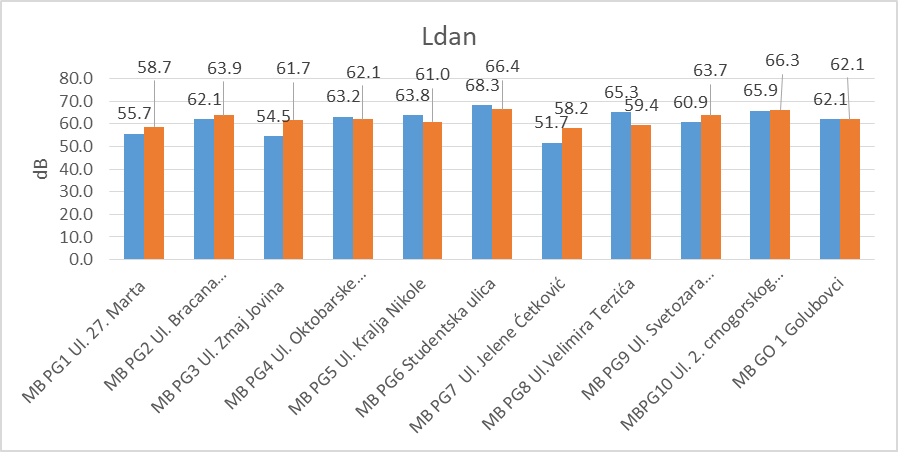 Ldan
58.7 63.9 61.7 62.1 61.0 66.4 63.7 66.3 62.1
55.7 62.1 54.5 63.2 63.8 68.3 51.7 58.2 65.3 59.4 60.9 65.9 62.1
80.0
70.0
60.0
50.0
40.0
30.0
20.0
10.0
0.0
dB
MB PG1 Ul. 27. Marta
MB PG2 Ul. Bracana...
MB PG3 Ul. Zmaj Jovina
MB PG4 Ul. Oktobarske...
MB PG5 Ul. Kralja Nikole
MB PG6 Studentska ulica
MB PG7 Ul. Jelene Ćetković
MB PG8 Ul.Velimira Terzića
MB PG9 Ul. Svetozara...
MBPG10 Ul. 2. crnogorskog...
MB GO 1 Golubovci